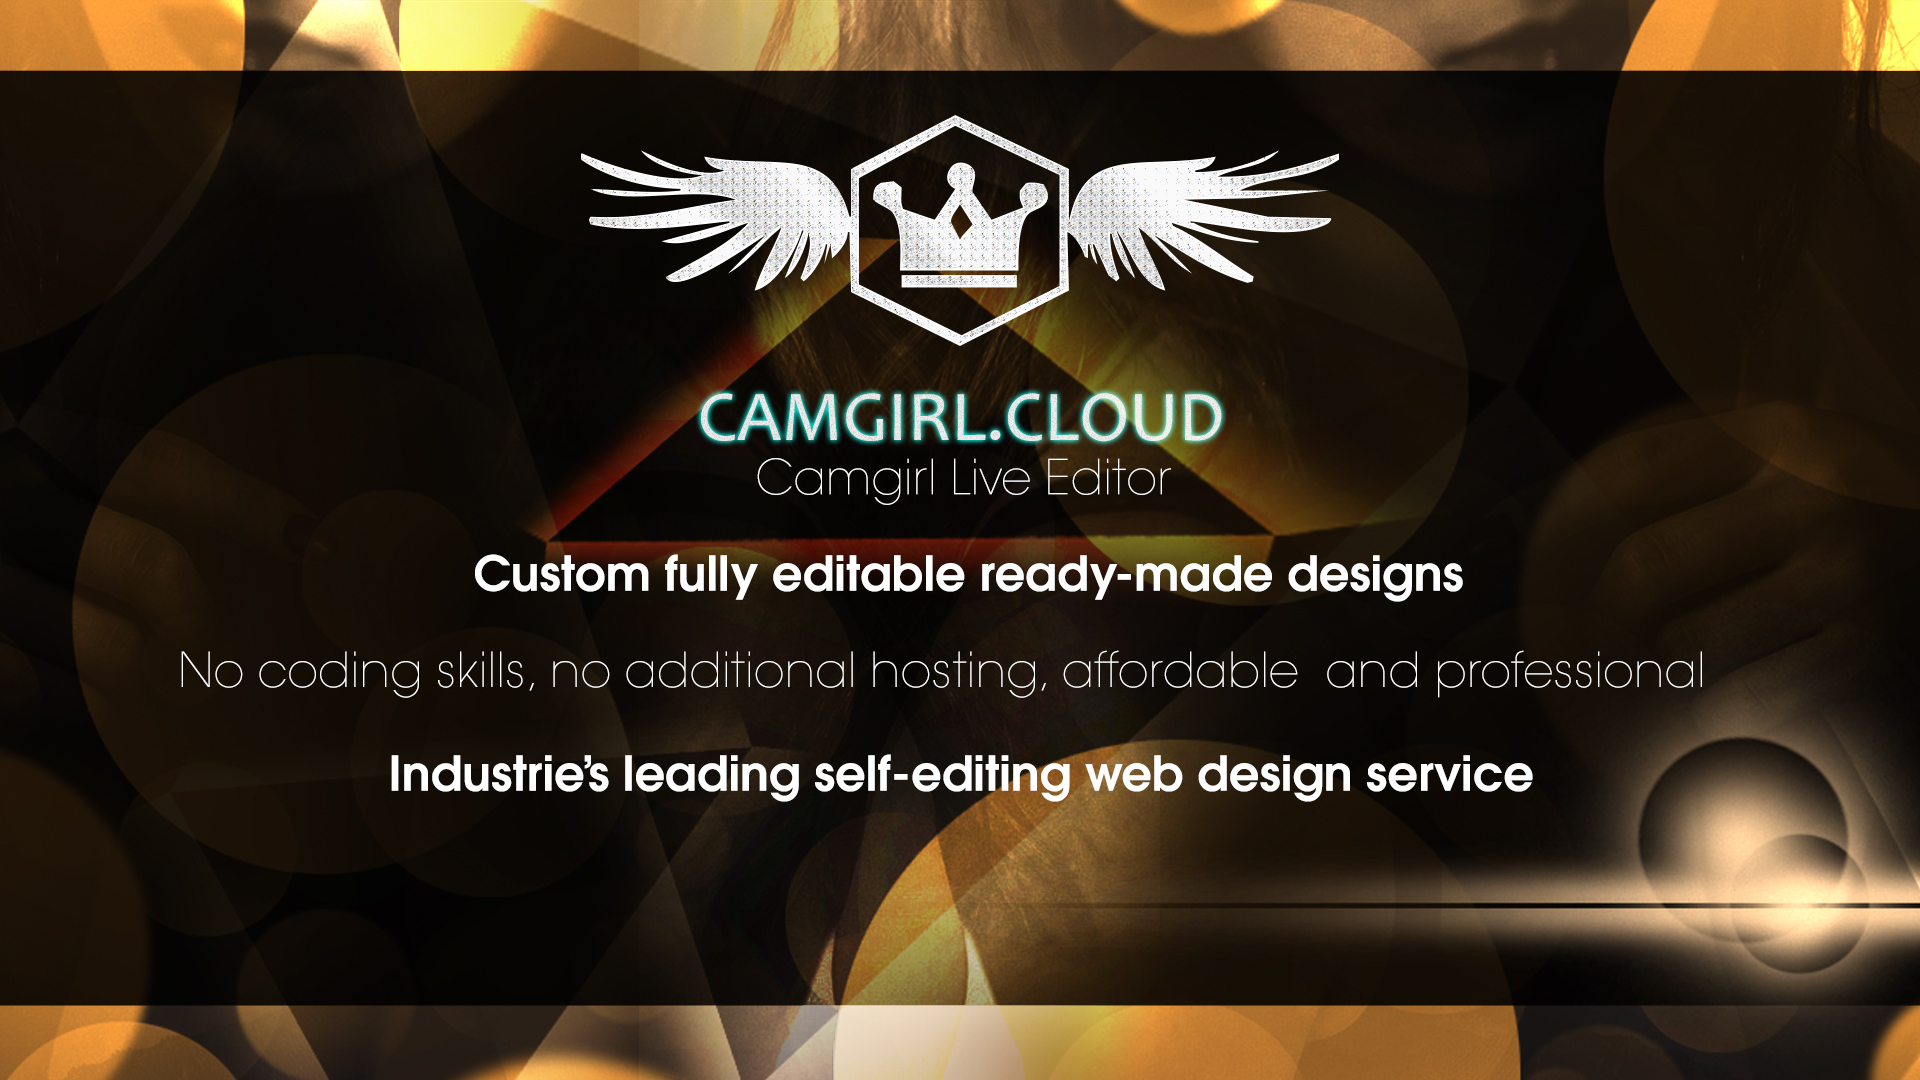 CAMGIRL.CLOUD
Camgirl Live Editor
Custom fully editable ready-made designs
No coding skills, no additional hosting, affordable and professional
Industrie's leading self-editing web design service